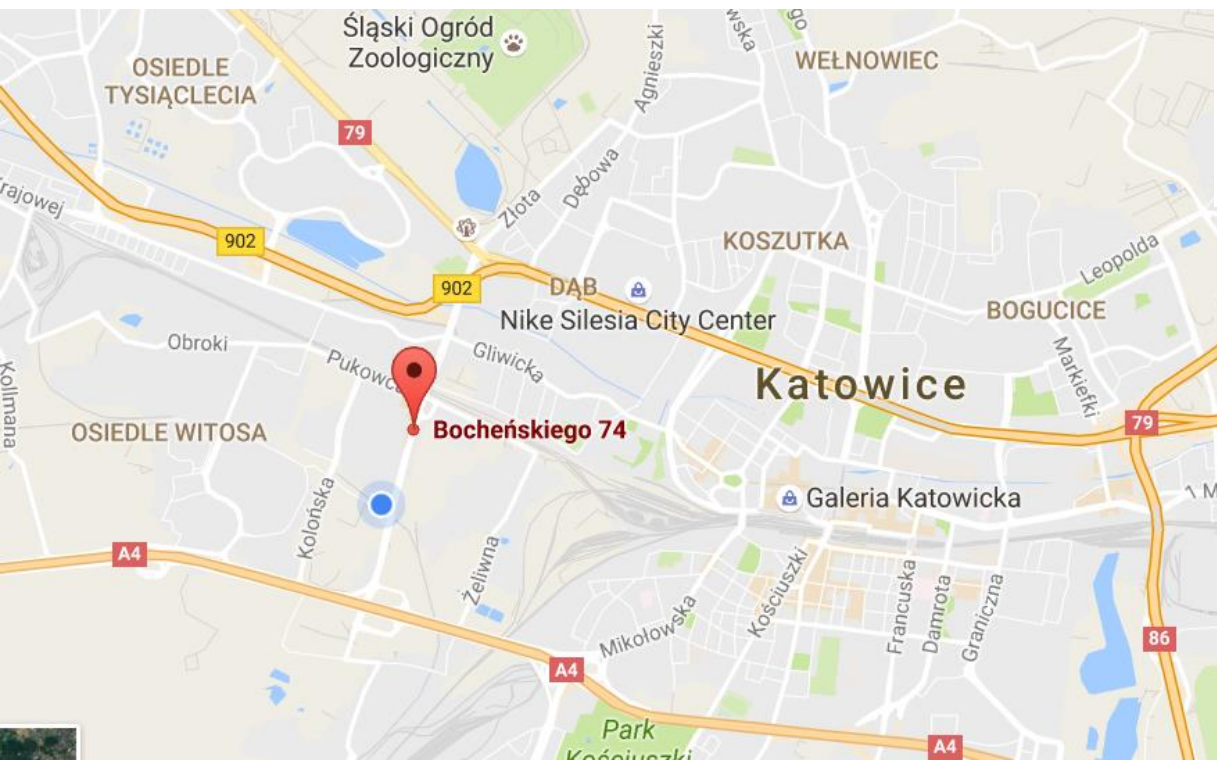 Śląski Ogród
Zoologiczny
Agnieszki
WEŁNOWIEC
OSIEDLE
TYSIĄCLECIA
79
Dębowa
Złota
902
KOSZUTKA
Leopolda
902
DĄB
Nike Silesia City Center
BOGUCICE
Obroki
Gliwicka
Markiefki
Kollmana
Katowice
OSIEDLE WITOSA
Bocheńskiego 74
79
Kolońska
Galeria Katowicka
A4
Żeliwna
Kościuszki
Francuska
Damrota
Graniczna
Mikołowska
86
A4
Park
Kościuszki
A4